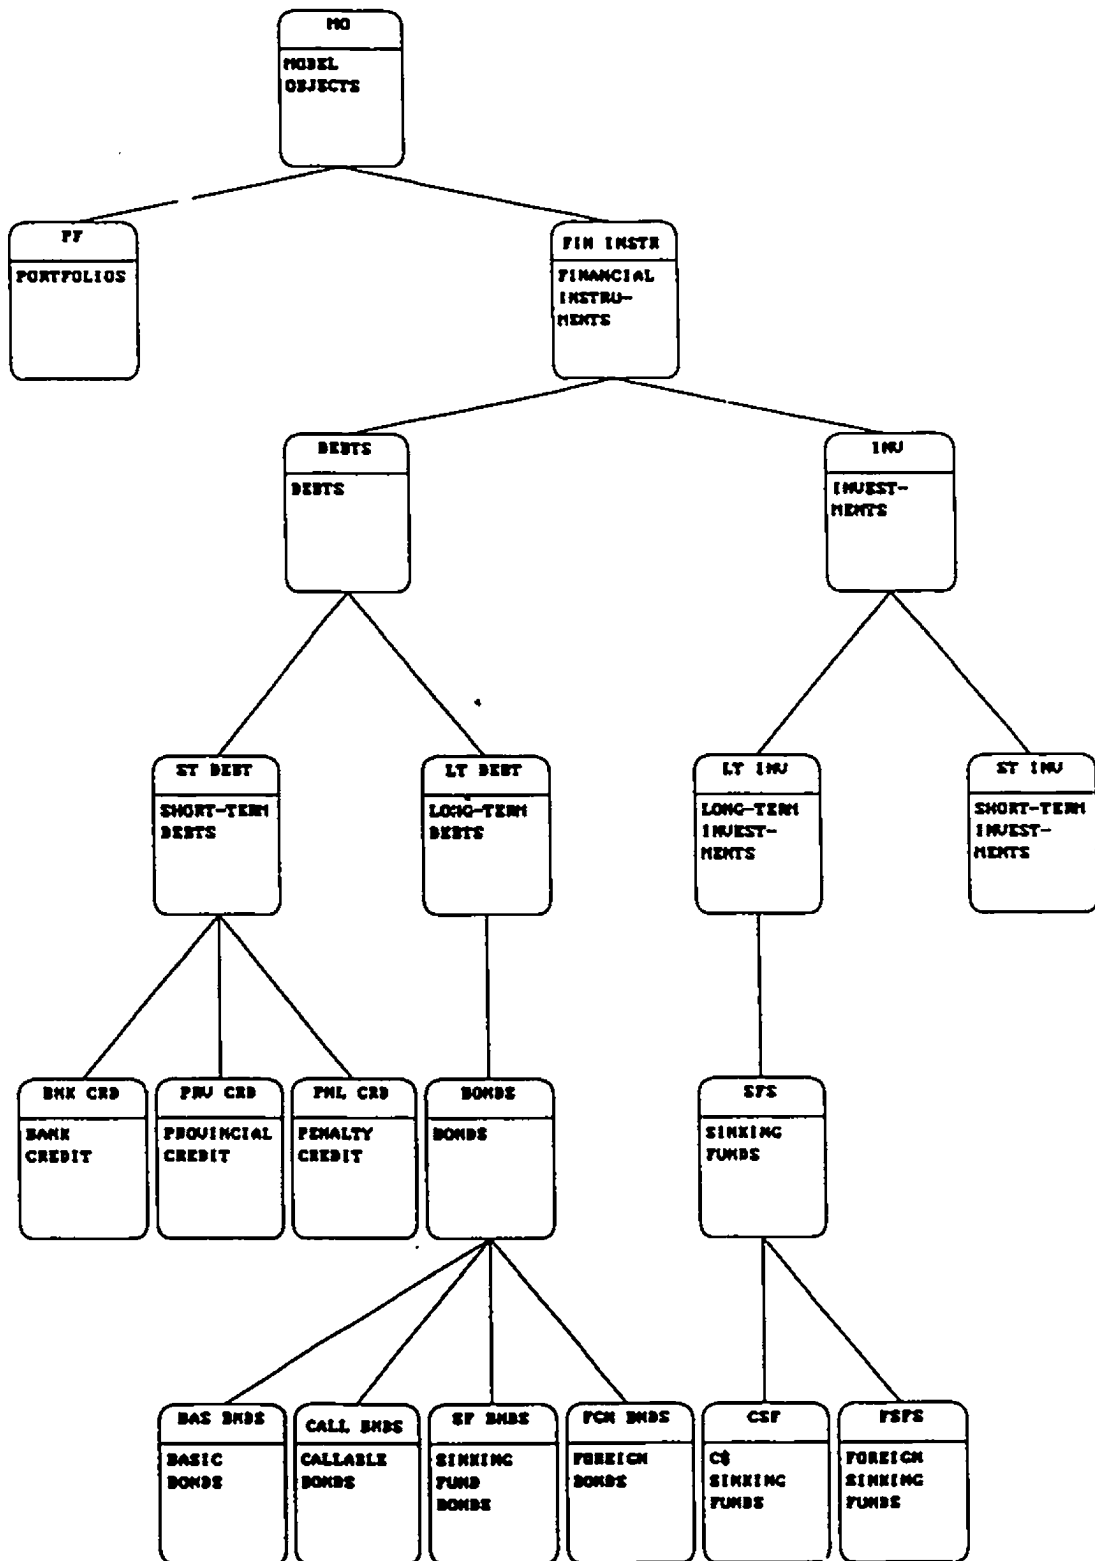 MO
MODEL
OBJECTS
PF
PORTFOLIOS
FIN INSTR
FINANCIAL
INSTRU-
MENTS
DEBTS
DEBTS
INV
INVEST-
MENTS
ST DEBT
SHORT-TERM
DEBTS
LT DEBT
LONG-TERM
DEBTS
LT INV
LONG-TERM
INVEST-
MENTS
ST INV
SHORT-TERM
INVEST-
MENTS
BNK CRD
BANK
CREDIT
PRV CRD
PROVINCIAL
CREDIT
PNL CRD
PENALTY
CREDIT
BONDS
BONDS
SFS
SINKING
FUNDS
BAS BNDS
BASIC
BONDS
CALL BNDS
CALLABLE
BONDS
SF BNDS
SINKING
FUND
BONDS
FGN BNDS
FOREIGN
BONDS
CSF
C$
SINKING
FUNDS
FSFS
FOREIGN
SINKING
FUNDS